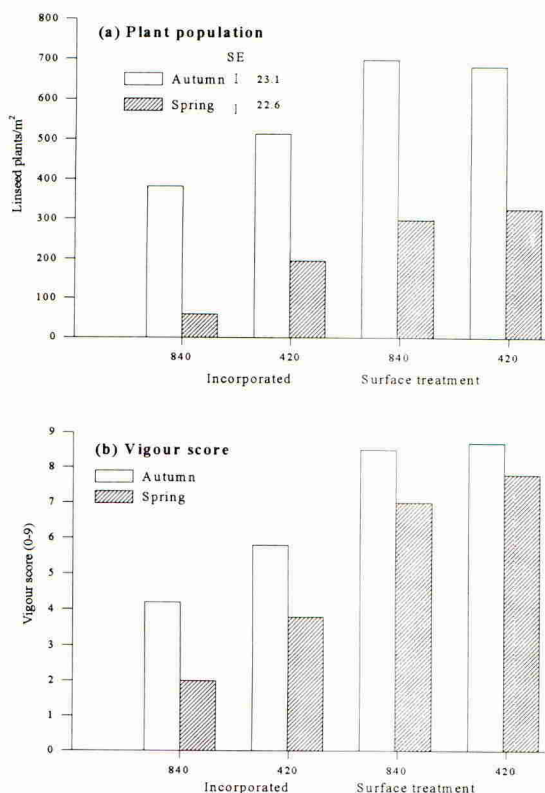 (a) Plant population
SE
Autumn 23.1
Spring 22.6
Linseed plants/m²
800
700
600
500
400
300
200
100
0
840 420 840 420
Incorporated Surface treatment
(b) Vigour score
Autumn
Spring
Vigour score (0-9)
9
8
7
6
5
4
3
2
1
0
840 420 840 420
Incorporated Surface treatment